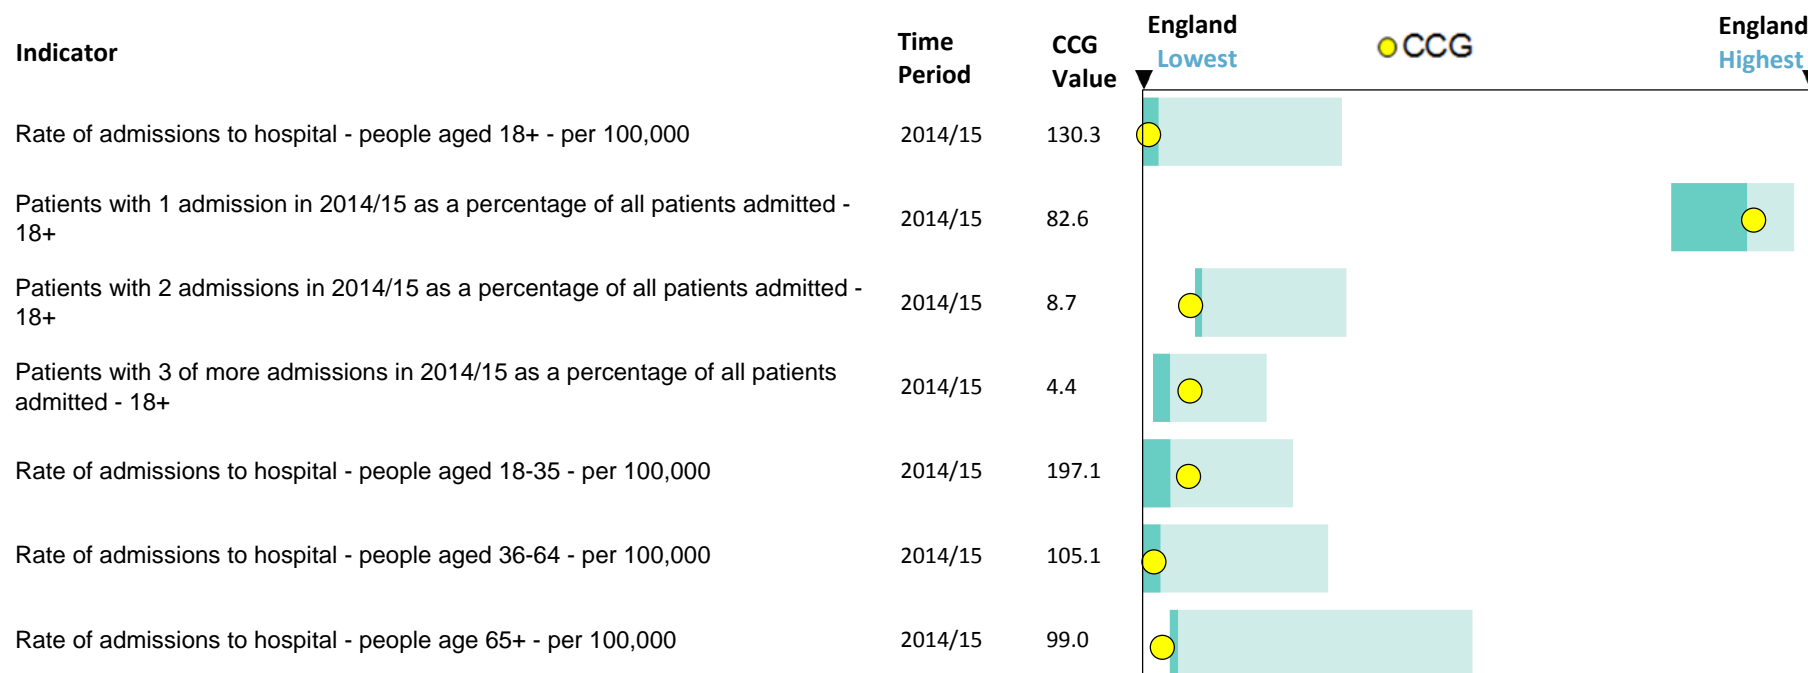 Indicator
Time Period
CCG Value
England Lowest
CCG
England Highest
Rate of admissions to hospital - people aged 18+ - per 100,000 2014/15 130.3
Patients with 1 admission in 2014/15 as a percentage of all patients admitted -
18+ 2014/15 82.6
Patients with 2 admissions in 2014/15 as a percentage of all patients admitted -
18+ 2014/15 8.7
Patients with 3 of more admissions in 2014/15 as a percentage of all patients
admitted - 18+ 2014/15 4.4
Rate of admissions to hospital - people aged 18-35 - per 100,000 2014/15 197.1
Rate of admissions to hospital - people aged 36-64 - per 100,000 2014/15 105.1
Rate of admissions to hospital - people age 65+ - per 100,000 2014/15 99.0